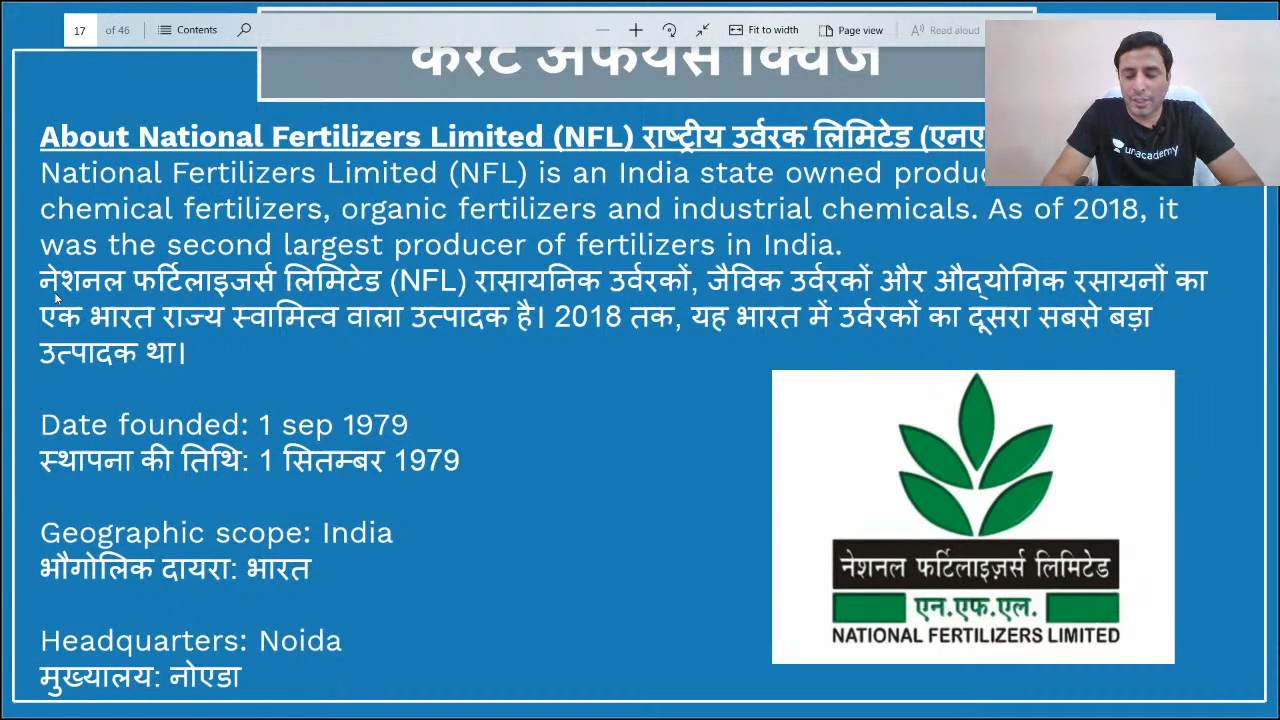 17 of 46 Contents Fit to width Page view Read aloud
करंट अफेयर्स क्विज
About National Fertilizers Limited (NFL) राष्ट्रीय उर्वरक लिमिटेड
National Fertilizers Limited (NFL) is an India state owned
chemical fertilizers, organic fertilizers and industrial chemicals. As of 2018, it
was the second largest producer of fertilizers in India.
नेशनल फर्टिलाइजर्स लिमिटेड (NFL) रासायनिक उर्वरकों, जैविक उर्वरकों और औद्योगिक रसायनों का
एक भारत राज्य स्वामित्व वाला उत्पादक है। 2018 तक, यह भारत में उर्वरकों का दूसरा सबसे बड़ा
उत्पादक था।
Date founded: 1 sep 1979
स्थापना की तिथि: 1 सितम्बर 1979
Geographic scope: India
भौगोलिक दायरा: भारत
Headquarters: Noida
मुख्यालय: नोएडा
नेशनल फर्टिलाइज़र्स लिमिटेड
एन.एफ.एल.
NATIONAL FERTILIZERS LIMITED
unacademy